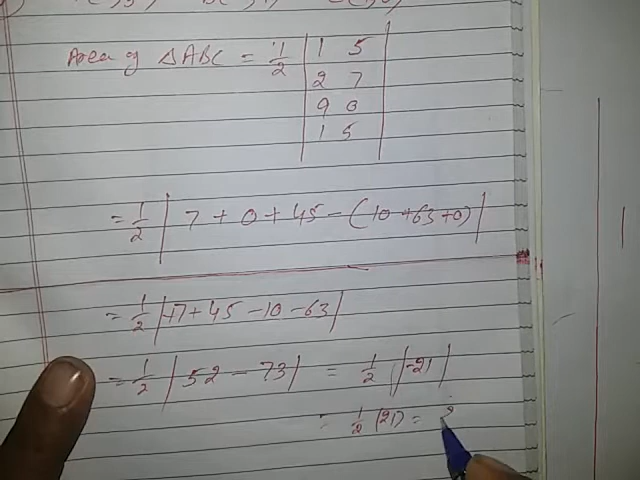 Area of △ABC = 1/2 | 1 5 |
2 7
9 0
1 5
= 1/2 | 7 + 0 + 45 - (10 + 63 + 0) |
= 1/2 | +7 + 45 - 10 - 63 |
= 1/2 | 52 - 73 | = 1/2 | -21 |
= 1/2 (21) =